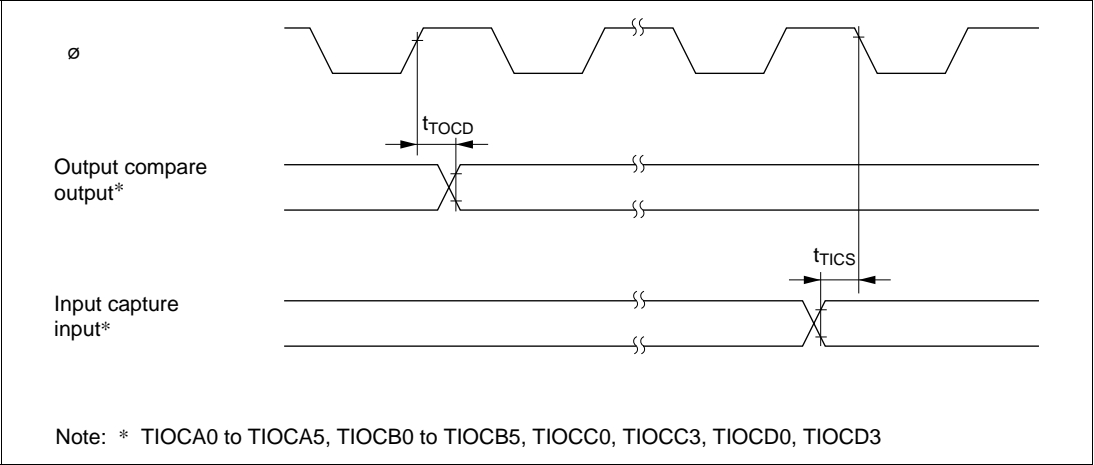 ø
tTOCD
Output compare
output*
tTICS
Input capture
input*
Note: * TIOCA0 to TIOCA5, TIOCB0 to TIOCB5, TIOCC0, TIOCC3, TIOCD0, TIOCD3